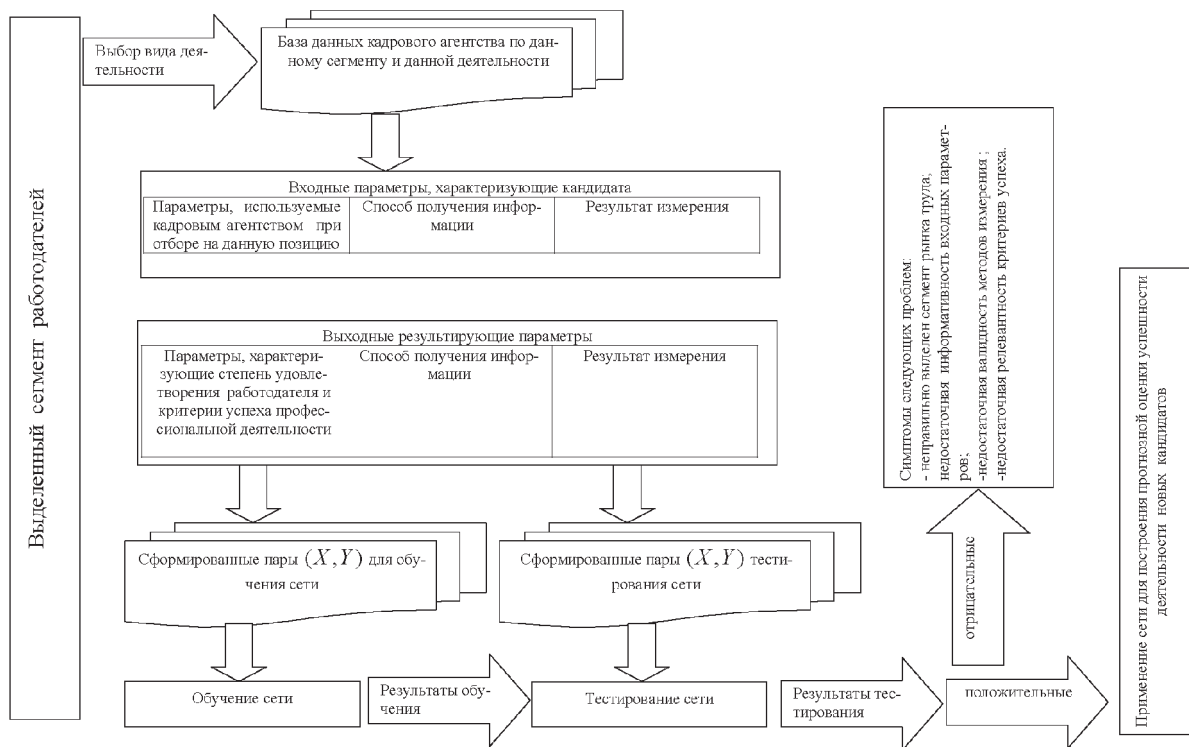 Выделенный сегмент работодателей
Выбор вида дея-
тельности
База данных кадрового агентства по дан-
ному сегменту и данной деятельности
Входные параметры, характеризующие кандидата
Параметры, используемые
кадровым агентством при
отборе на данную позицию
Способ получения инфор-
мации
Результат измерения
Выходные результирующие параметры
Параметры, характери-
зующие степень удовле-
творения работодателя и
критерии успеха профес-
сиональной деятельности
Способ получения инфор-
мации
Результат измерения
Сформированные пары (X,Y) для обу-
чения сети
Сформированные пары (X,Y) тести-
рования сети
Обучение сети
Результаты обу-
чения
Тестирование сети
Результаты тес-
тирования
отрицательные
положительные
Симптомы следующих проблем:
- неправильно выделен сегмент рынка труда;
недостаточная информативность входных парамет-
ров;
-недостаточная валидность методов измерения ;
-недостаточная релевантность критериев успеха.
Применение сети для построения прогнозной оценки успешности
деятельности новых кандидатов